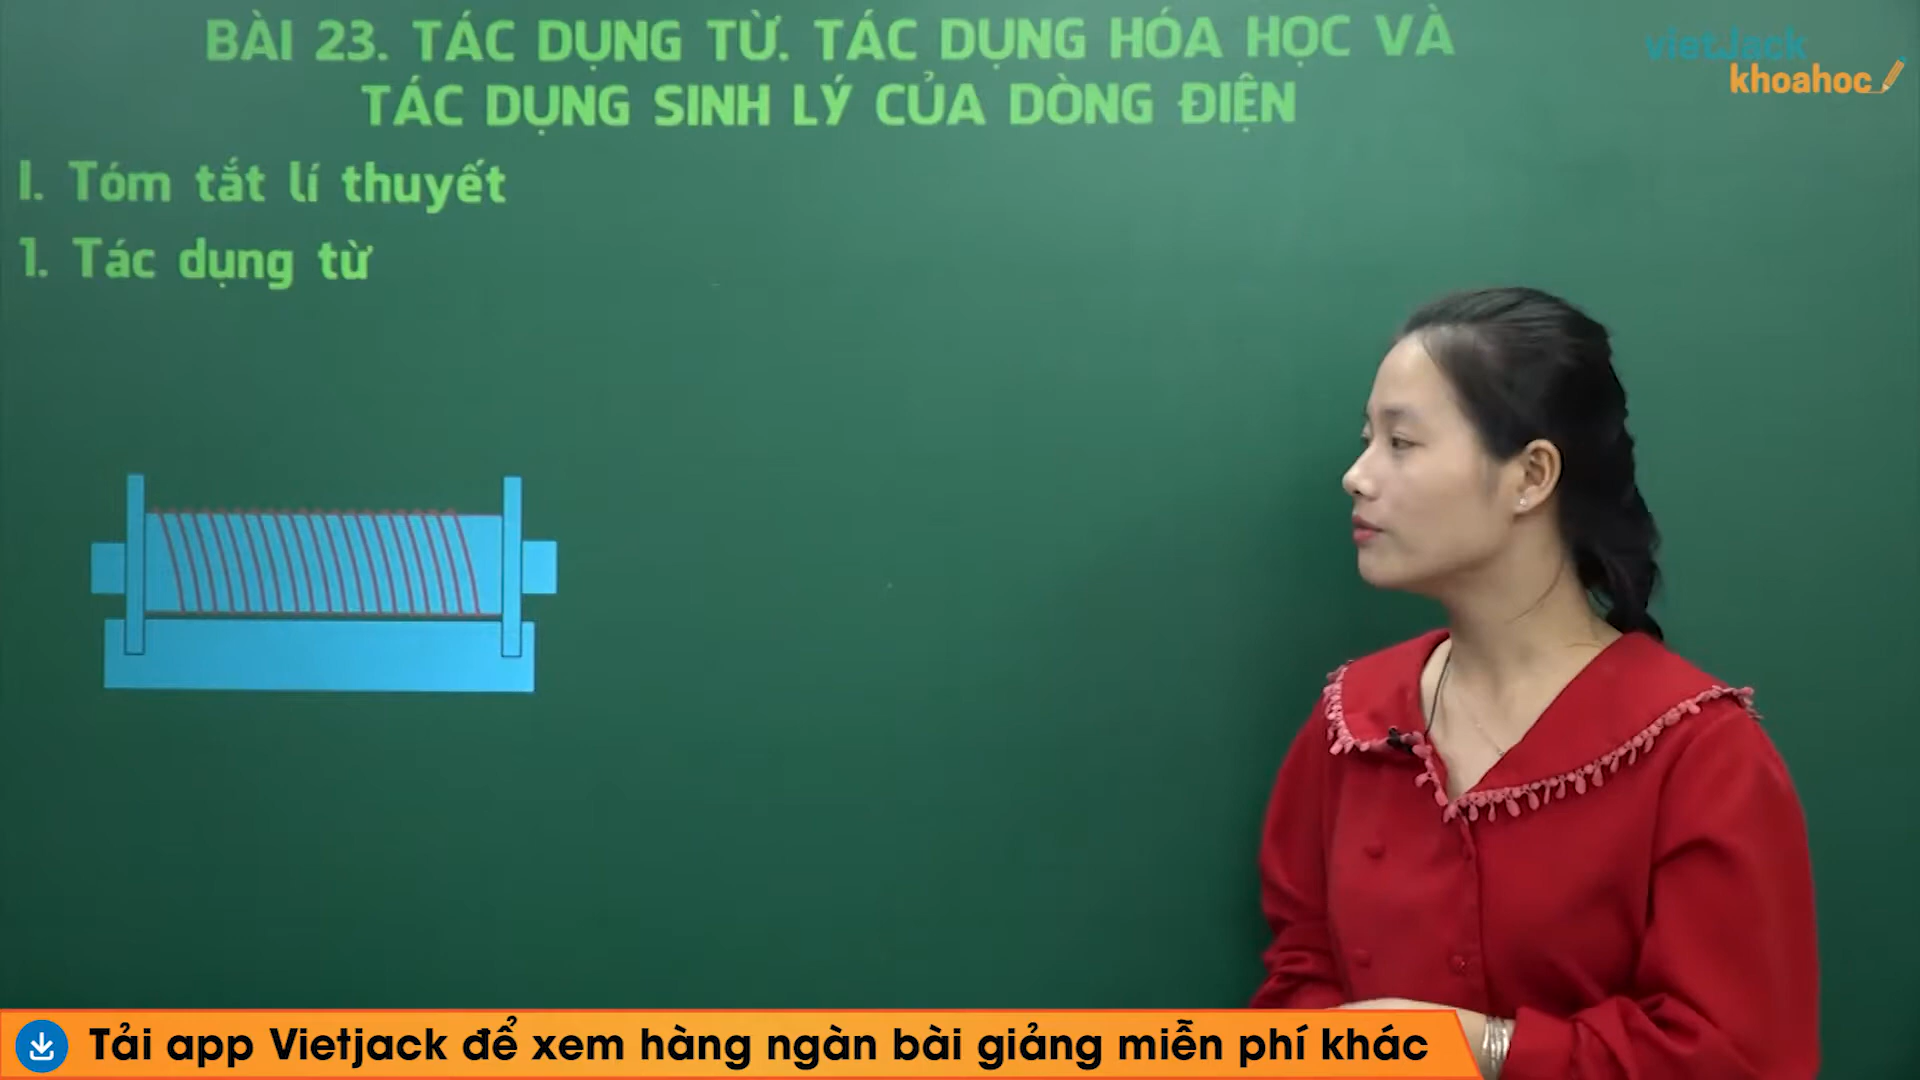 BÀI 23. TÁC DỤNG TỪ. TÁC DỤNG HÓA HỌC VÀ
TÁC DỤNG SINH LÝ CỦA DÒNG ĐIỆN
vietJack
khoahoc
I. Tóm tắt lí thuyết
1. Tác dụng từ
Tải app Vietjack để xem hàng ngàn bài giảng miễn phí khác